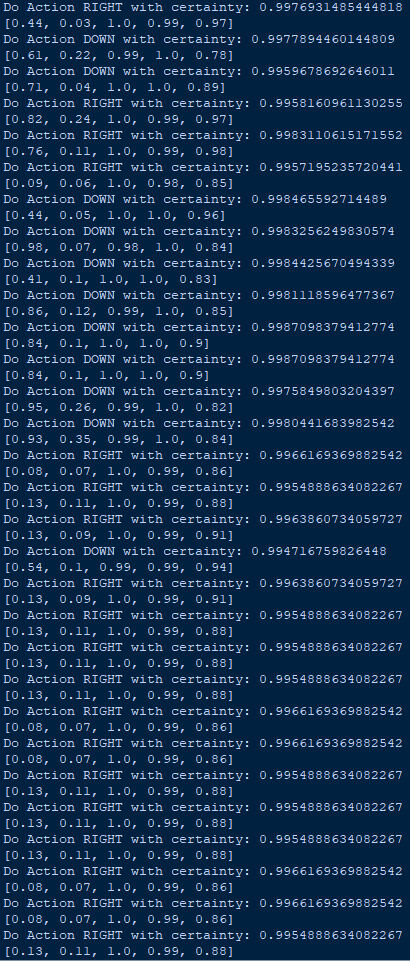 Do Action RIGHT with certainty: 0.9976931485444818
[0.44, 0.03, 1.0, 0.99, 0.97]
Do Action DOWN with certainty: 0.9977894460144809
[0.61, 0.22, 0.99, 1.0, 0.78]
Do Action DOWN with certainty: 0.9959678692646011
[0.71, 0.04, 1.0, 1.0, 0.89]
Do Action RIGHT with certainty: 0.9958160961130255
[0.82, 0.24, 1.0, 0.99, 0.97]
Do Action RIGHT with certainty: 0.9983110615171552
[0.76, 0.11, 1.0, 0.99, 0.98]
Do Action RIGHT with certainty: 0.9957195235720441
[0.09, 0.06, 1.0, 0.98, 0.85]
Do Action DOWN with certainty: 0.998465592714489
[0.44, 0.05, 1.0, 1.0, 0.96]
Do Action DOWN with certainty: 0.9983256249830574
[0.98, 0.07, 0.98, 1.0, 0.84]
Do Action DOWN with certainty: 0.9984425670494339
[0.41, 0.1, 1.0, 1.0, 0.83]
Do Action DOWN with certainty: 0.9981118596477367
[0.86, 0.12, 0.99, 1.0, 0.85]
Do Action DOWN with certainty: 0.9987098379412774
[0.84, 0.1, 1.0, 1.0, 0.9]
Do Action DOWN with certainty: 0.9987098379412774
[0.84, 0.1, 1.0, 1.0, 0.9]
Do Action DOWN with certainty: 0.9975849803204397
[0.95, 0.26, 0.99, 1.0, 0.82]
Do Action DOWN with certainty: 0.9980441683982542
[0.93, 0.35, 0.99, 1.0, 0.84]
Do Action RIGHT with certainty: 0.9966169369882542
[0.08, 0.07, 1.0, 0.99, 0.86]
Do Action RIGHT with certainty: 0.9954888634082267
[0.13, 0.11, 1.0, 0.99, 0.88]
Do Action RIGHT with certainty: 0.9963860734059727
[0.13, 0.09, 1.0, 0.99, 0.91]
Do Action DOWN with certainty: 0.994716759826448
[0.54, 0.1, 0.99, 0.99, 0.94]
Do Action RIGHT with certainty: 0.9963860734059727
[0.13, 0.09, 1.0, 0.99, 0.91]
Do Action RIGHT with certainty: 0.9954888634082267
[0.13, 0.11, 1.0, 0.99, 0.88]
Do Action RIGHT with certainty: 0.9954888634082267
[0.13, 0.11, 1.0, 0.99, 0.88]
Do Action RIGHT with certainty: 0.9954888634082267
[0.13, 0.11, 1.0, 0.99, 0.88]
Do Action RIGHT with certainty: 0.9966169369882542
[0.08, 0.07, 1.0, 0.99, 0.86]
Do Action RIGHT with certainty: 0.9966169369882542
[0.08, 0.07, 1.0, 0.99, 0.86]
Do Action RIGHT with certainty: 0.9954888634082267
[0.13, 0.11, 1.0, 0.99, 0.88]
Do Action RIGHT with certainty: 0.9954888634082267
[0.13, 0.11, 1.0, 0.99, 0.88]
Do Action RIGHT with certainty: 0.9954888634082267
[0.13, 0.11, 1.0, 0.99, 0.88]
Do Action RIGHT with certainty: 0.9966169369882542
[0.08, 0.07, 1.0, 0.99, 0.86]
Do Action RIGHT with certainty: 0.9966169369882542
[0.08, 0.07, 1.0, 0.99, 0.86]
Do Action RIGHT with certainty: 0.9954888634082267
[0.13, 0.11, 1.0, 0.99, 0.88]